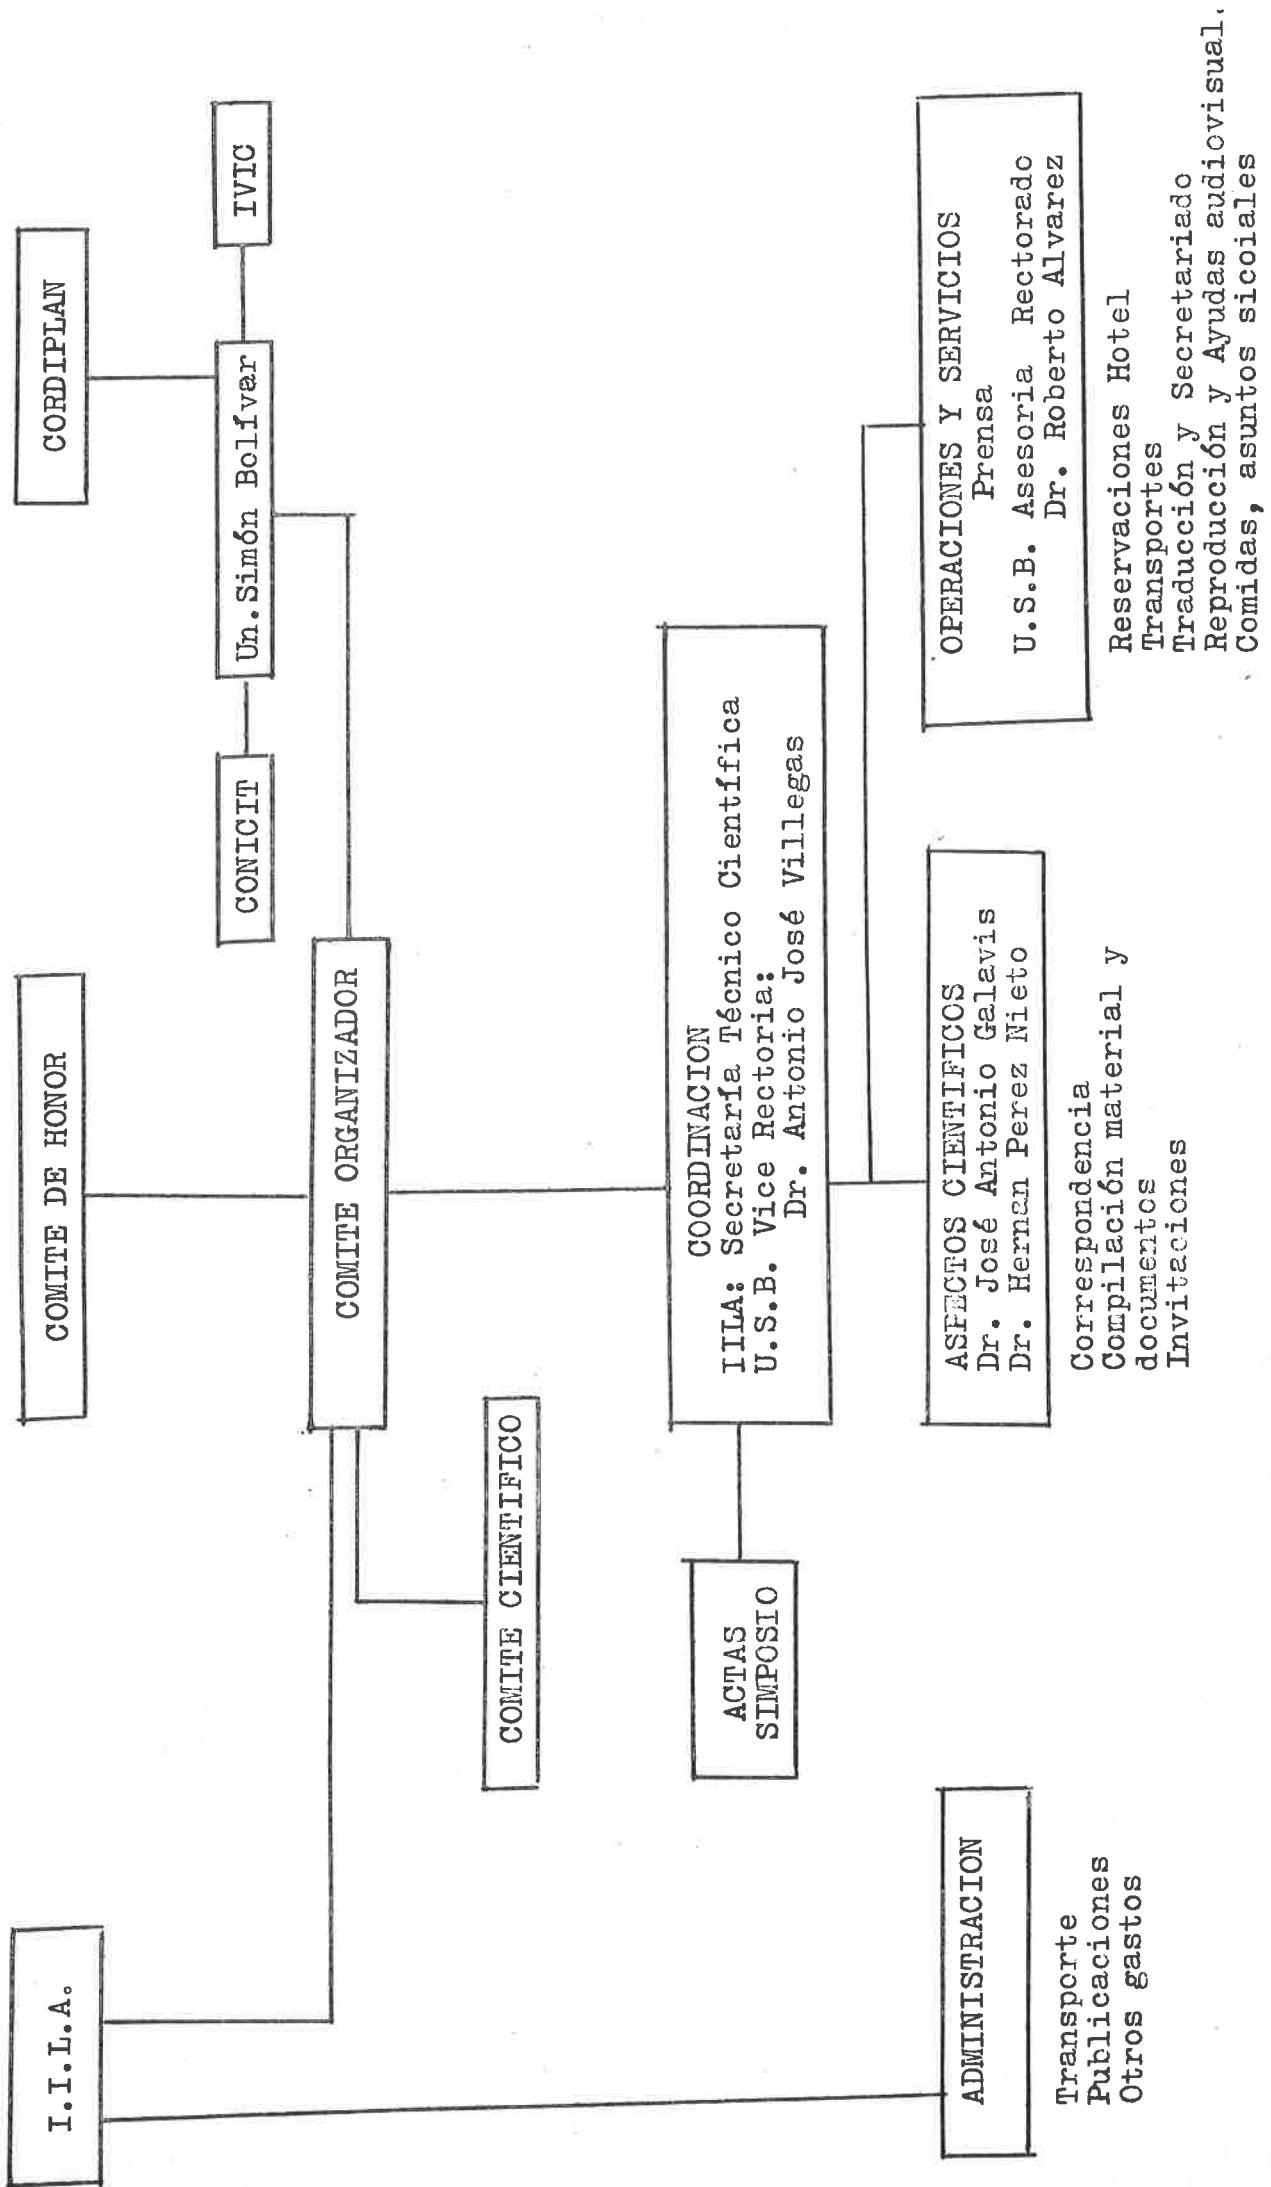 I.I.L.A.
COMITE DE HONOR
CORDIPLAN
CONICIT
Un.Simón Bolívar
IVIC
COMITE ORGANIZADOR
COMITE CIENTIFICO
ACTAS
SIMPOSIO
COORDINACION
IILA: Secretaría Técnico Científica
U.S.B. Vice Rectoria:
Dr. Antonio José Villegas
ADMINISTRACION
Transporte
Publicaciones
Otros gastos
ASPECTOS CIENTIFICOS
Dr. José Antonio Galavis
Dr. Hernan Perez Nieto
Correspondencia
Compilación material y
documentos
Invitaciones
OPERACIONES Y SERVICIOS
Prensa
U.S.B. Asesoria Rectorado
Dr. Roberto Alvarez
Reservaciones Hotel
Transportes
Traducción y Secretariado
Reproducción y Ayudas audiovisual.
Comidas, asuntos sicoiales